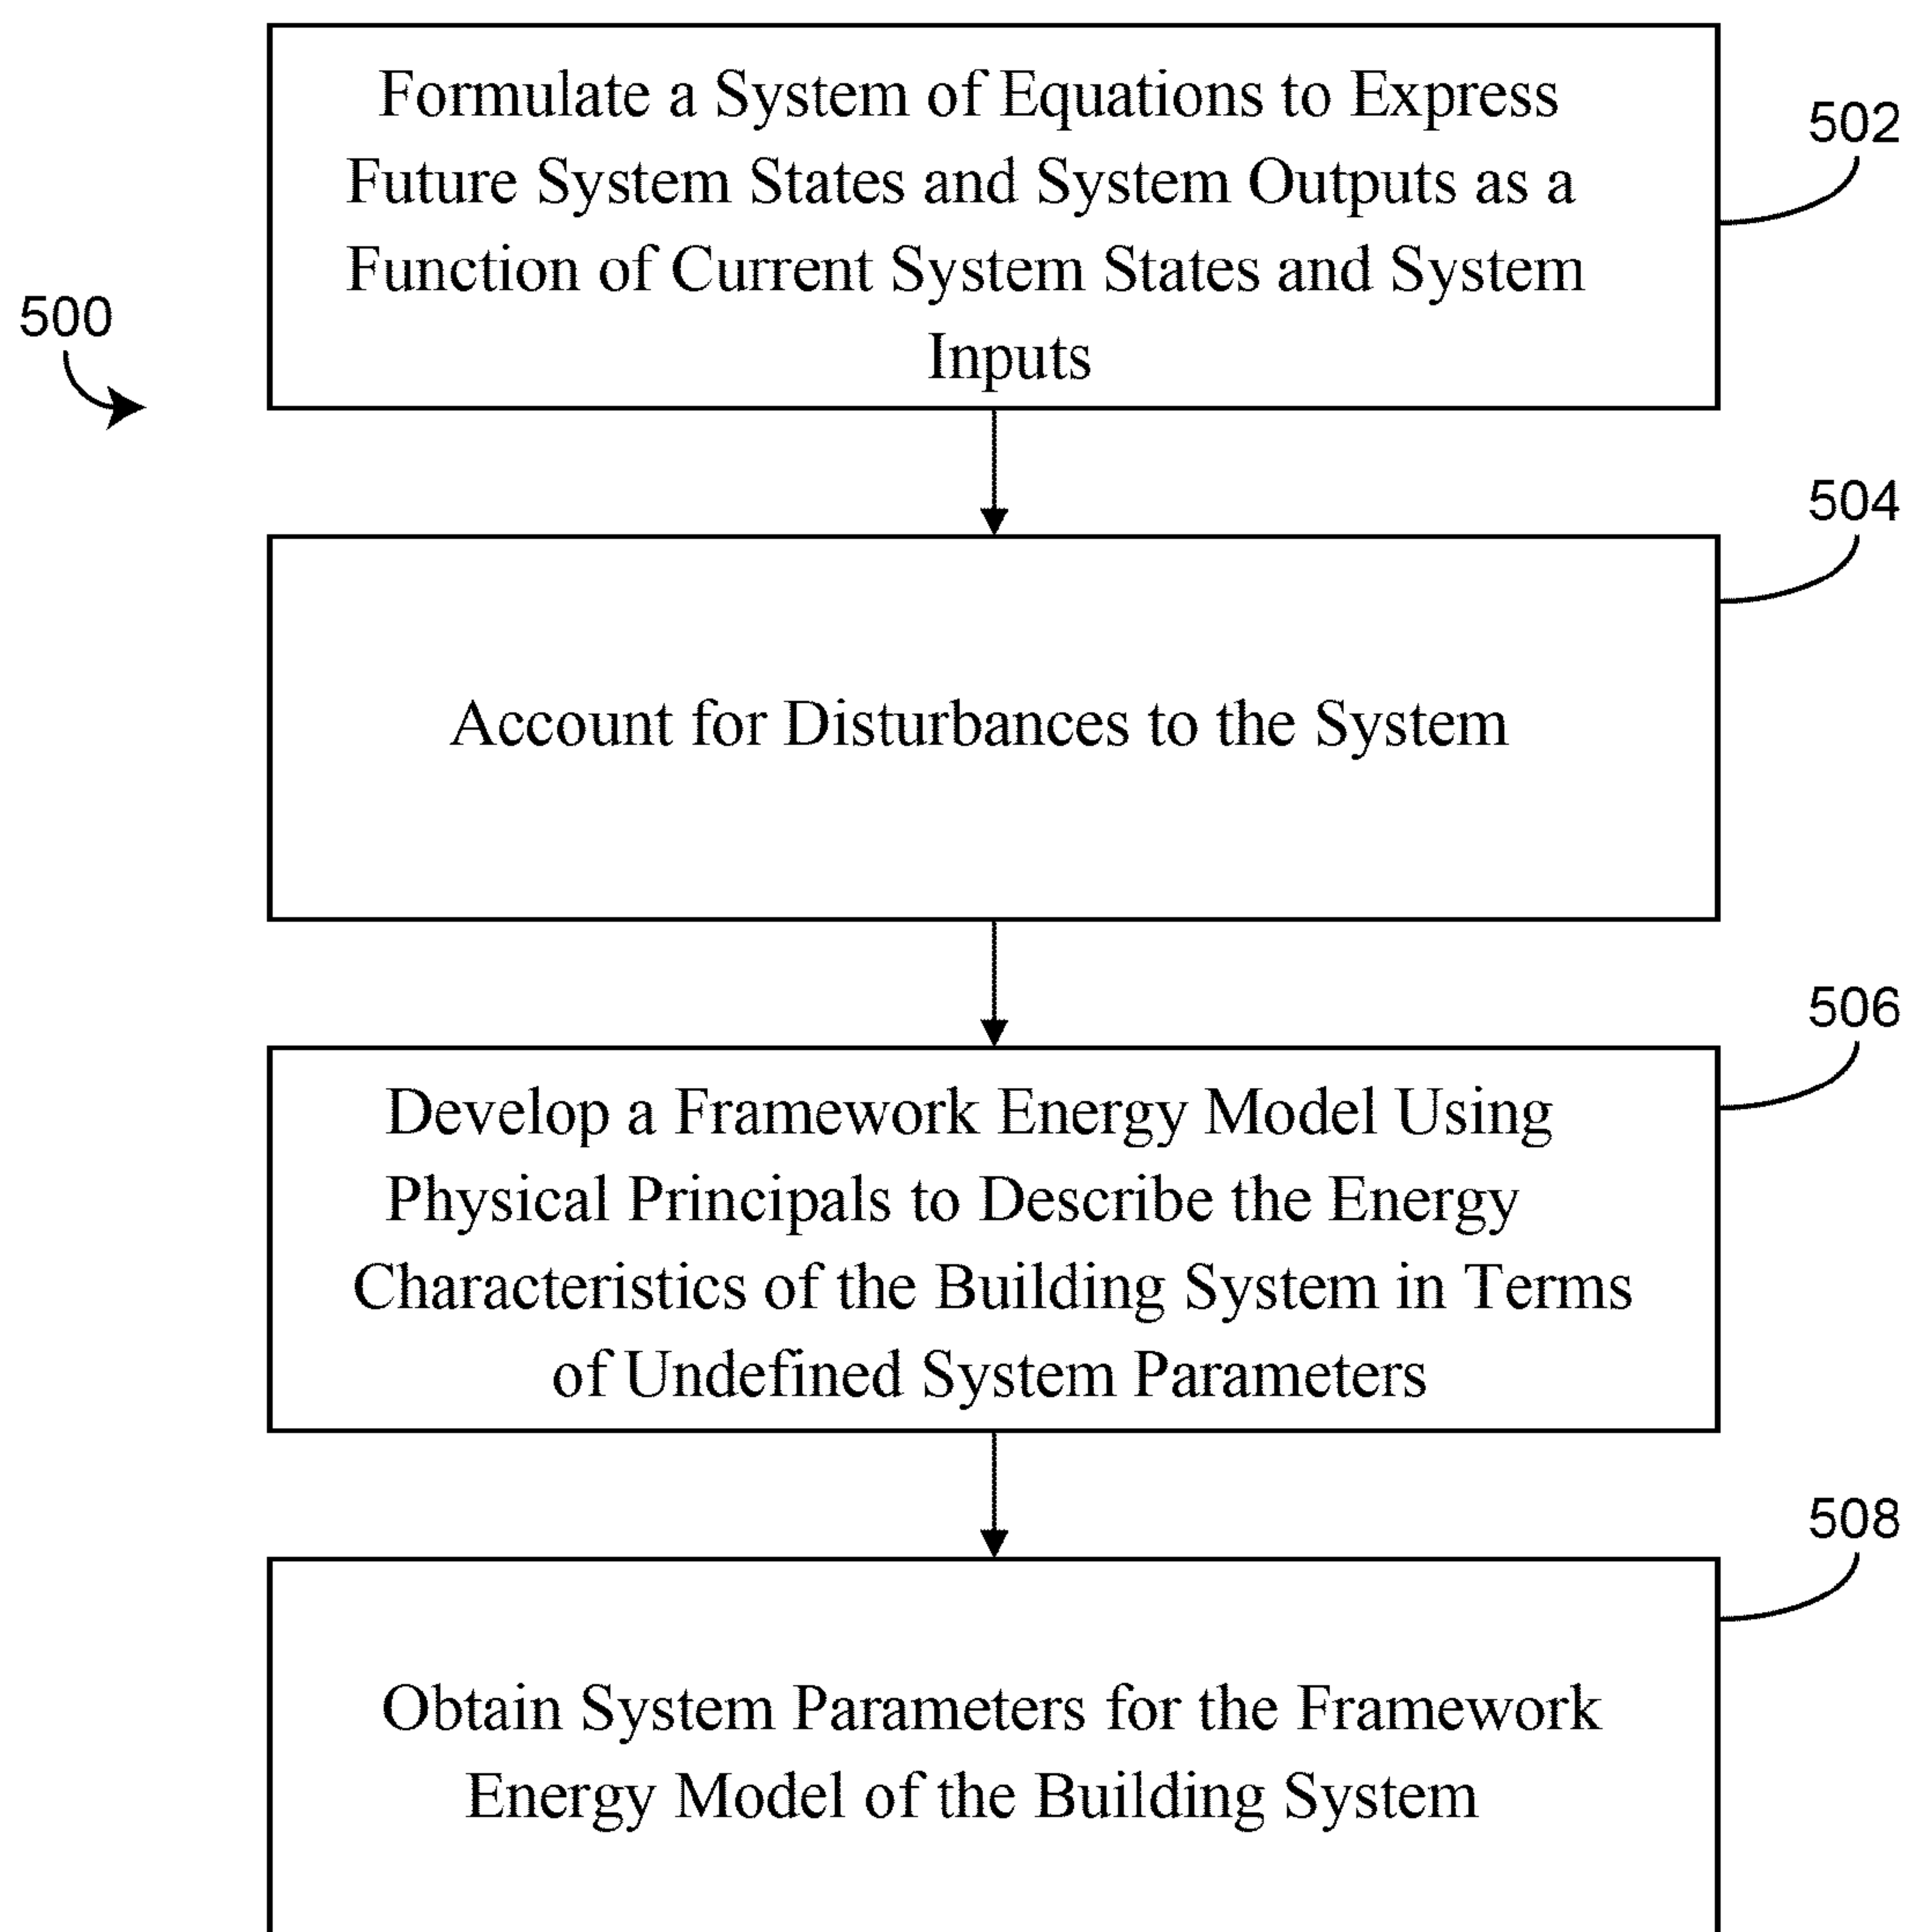 Formulate a System of Equations to Express
Future System States and System Outputs as a
Function of Current System States and System
Inputs
502
500
504
Account for Disturbances to the System
506
Develop a Framework Energy Model Using
Physical Principals to Describe the Energy
Characteristics of the Building System in Terms
of Undefined System Parameters
508
Obtain System Parameters for the Framework
Energy Model of the Building System